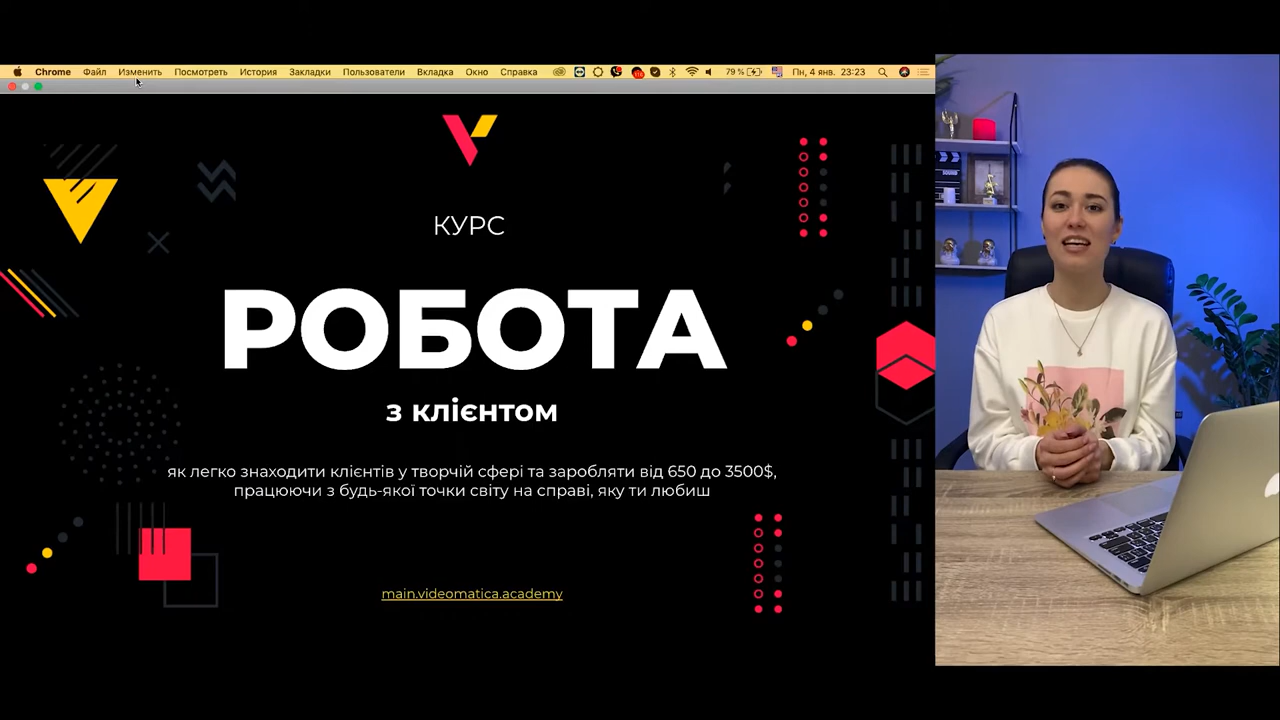 Chrome Файл Изменить Посмотреть История Закладки Пользователи Вкладка Окно Справка 79 % Пн, 4 янв. 23:23
КУРС
РОБОТА
з клієнтом
як легко знаходити клієнтів у творчій сфері та заробляти від 650 до 3500$,
працюючи з будь-якої точки світу на справі, яку ти любиш
main.videomatica.academy